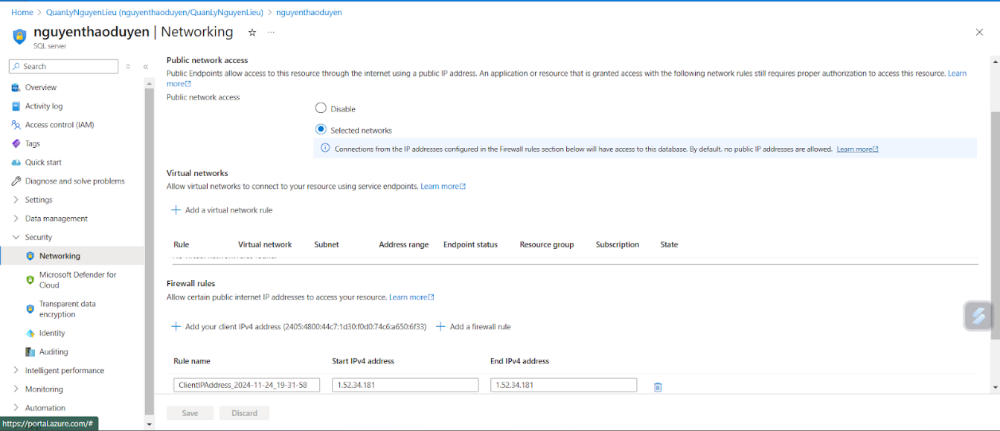 Home > QuanLyNguyenLieu (nguyenthaoduyen/QuanLyNguyenLieu) > nguyenthaoduyen
nguyenthaoduyen | Networking
SQL server
Search
Overview
Activity log
Access control (IAM)
Tags
Quick start
Diagnose and solve problems
Settings
Data management
Security
Networking
Microsoft Defender for
Cloud
Transparent data
encryption
Identity
Auditing
Intelligent performance
Monitoring
Automation
https://portal.azure.com/#
Public network access
Public Endpoints allow access to this resource through the internet using a public IP address. An application or resource that is granted access with the following network rules still requires proper authorization to access this resource. Learn
more
Public network access
Disable
Selected networks
Connections from the IP addresses configured in the Firewall rules section below will have access to this database. By default, no public IP addresses are allowed. Learn more
Virtual networks
Allow virtual networks to connect to your resource using service endpoints. Learn more
+ Add a virtual network rule
Rule Virtual network Subnet Address range Endpoint status Resource group Subscription State
Firewall rules
Allow certain public internet IP addresses to access your resource. Learn more
+ Add your client IPv4 address (2405:4800:44c7:1d30:f0d0:74c6:a650:6f33) + Add a firewall rule
Rule name Start IPv4 address End IPv4 address
ClientIPAddress_2024-11-24_19-31-58 1.52.34.181 1.52.34.181
Save Discard